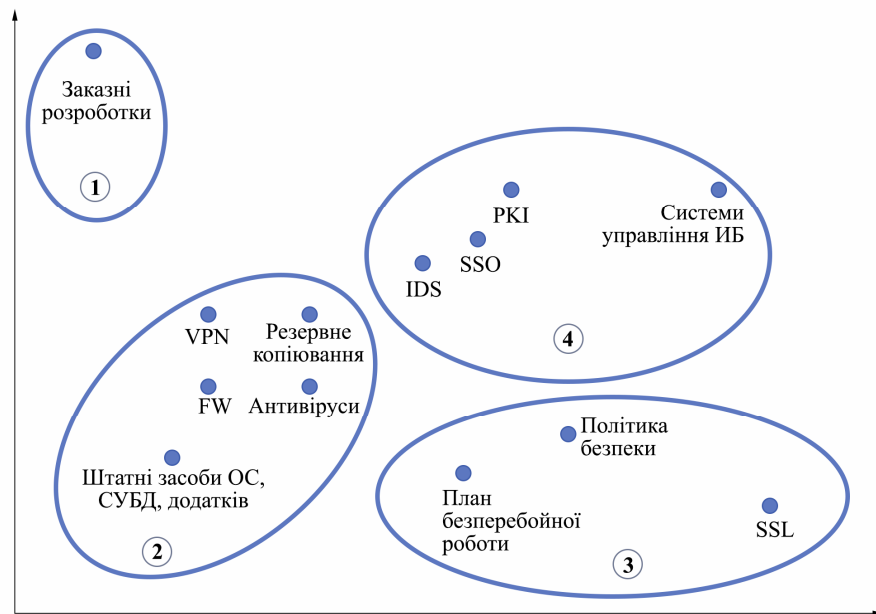 Заказні
розроботки
1
PKI
Системи
управління ИБ
SSO
IDS
4
VPN
Резервне
копіювання
FW
Антивіруси
Штатні засоби ОС,
СУБД, додатків
2
Політика
безпеки
План
безперебойної
роботи
SSL
3